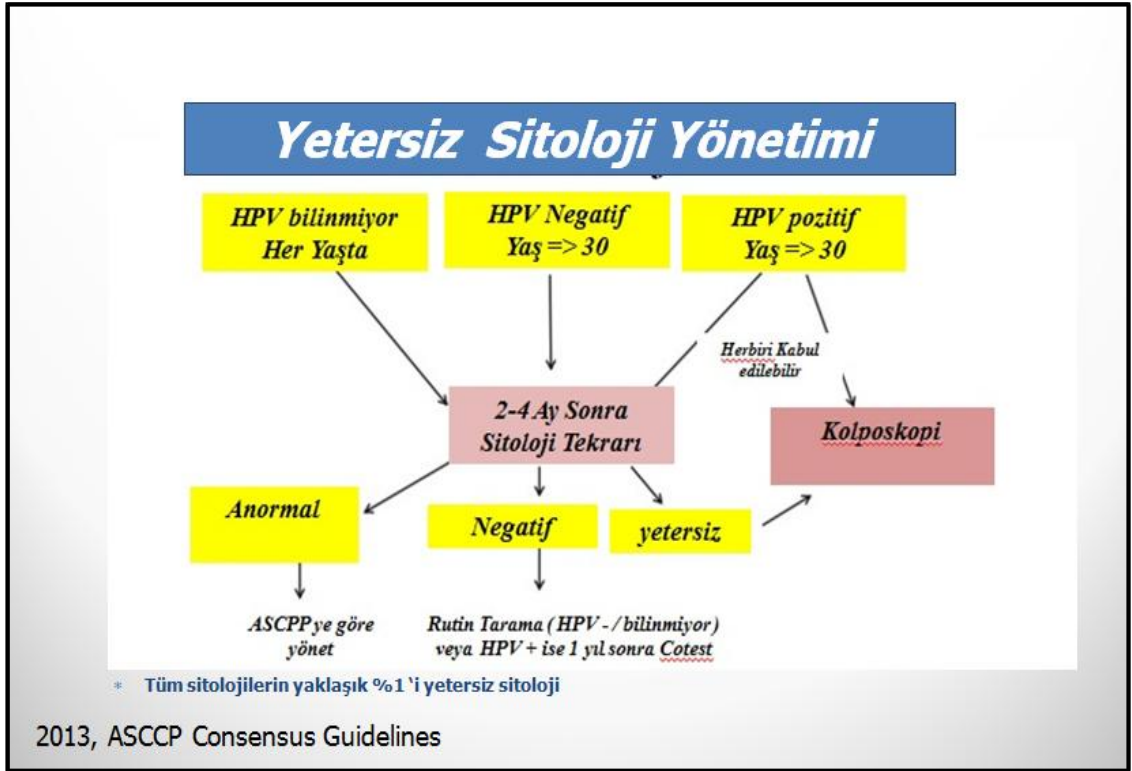 Yetersiz Sitoloji Yönetimi
HPV bilinmiyor
Her Yaşta
HPV Negatif
Yaş => 30
HPV pozitif
Yaş => 30
Herbiri Kabul
edilebilir
2-4 Ay Sonra
Sitoloji Tekrarı
Kolposkopi
Anormal
Negatif
yetersiz
ASCPP ye göre
yönet
Rutin Tarama ( HPV - / bilinmiyor )
veya HPV + ise 1 yıl sonra Cotest
* Tüm sitolojilerin yaklaşık %1 'i yetersiz sitoloji
2013, ASCCP Consensus Guidelines